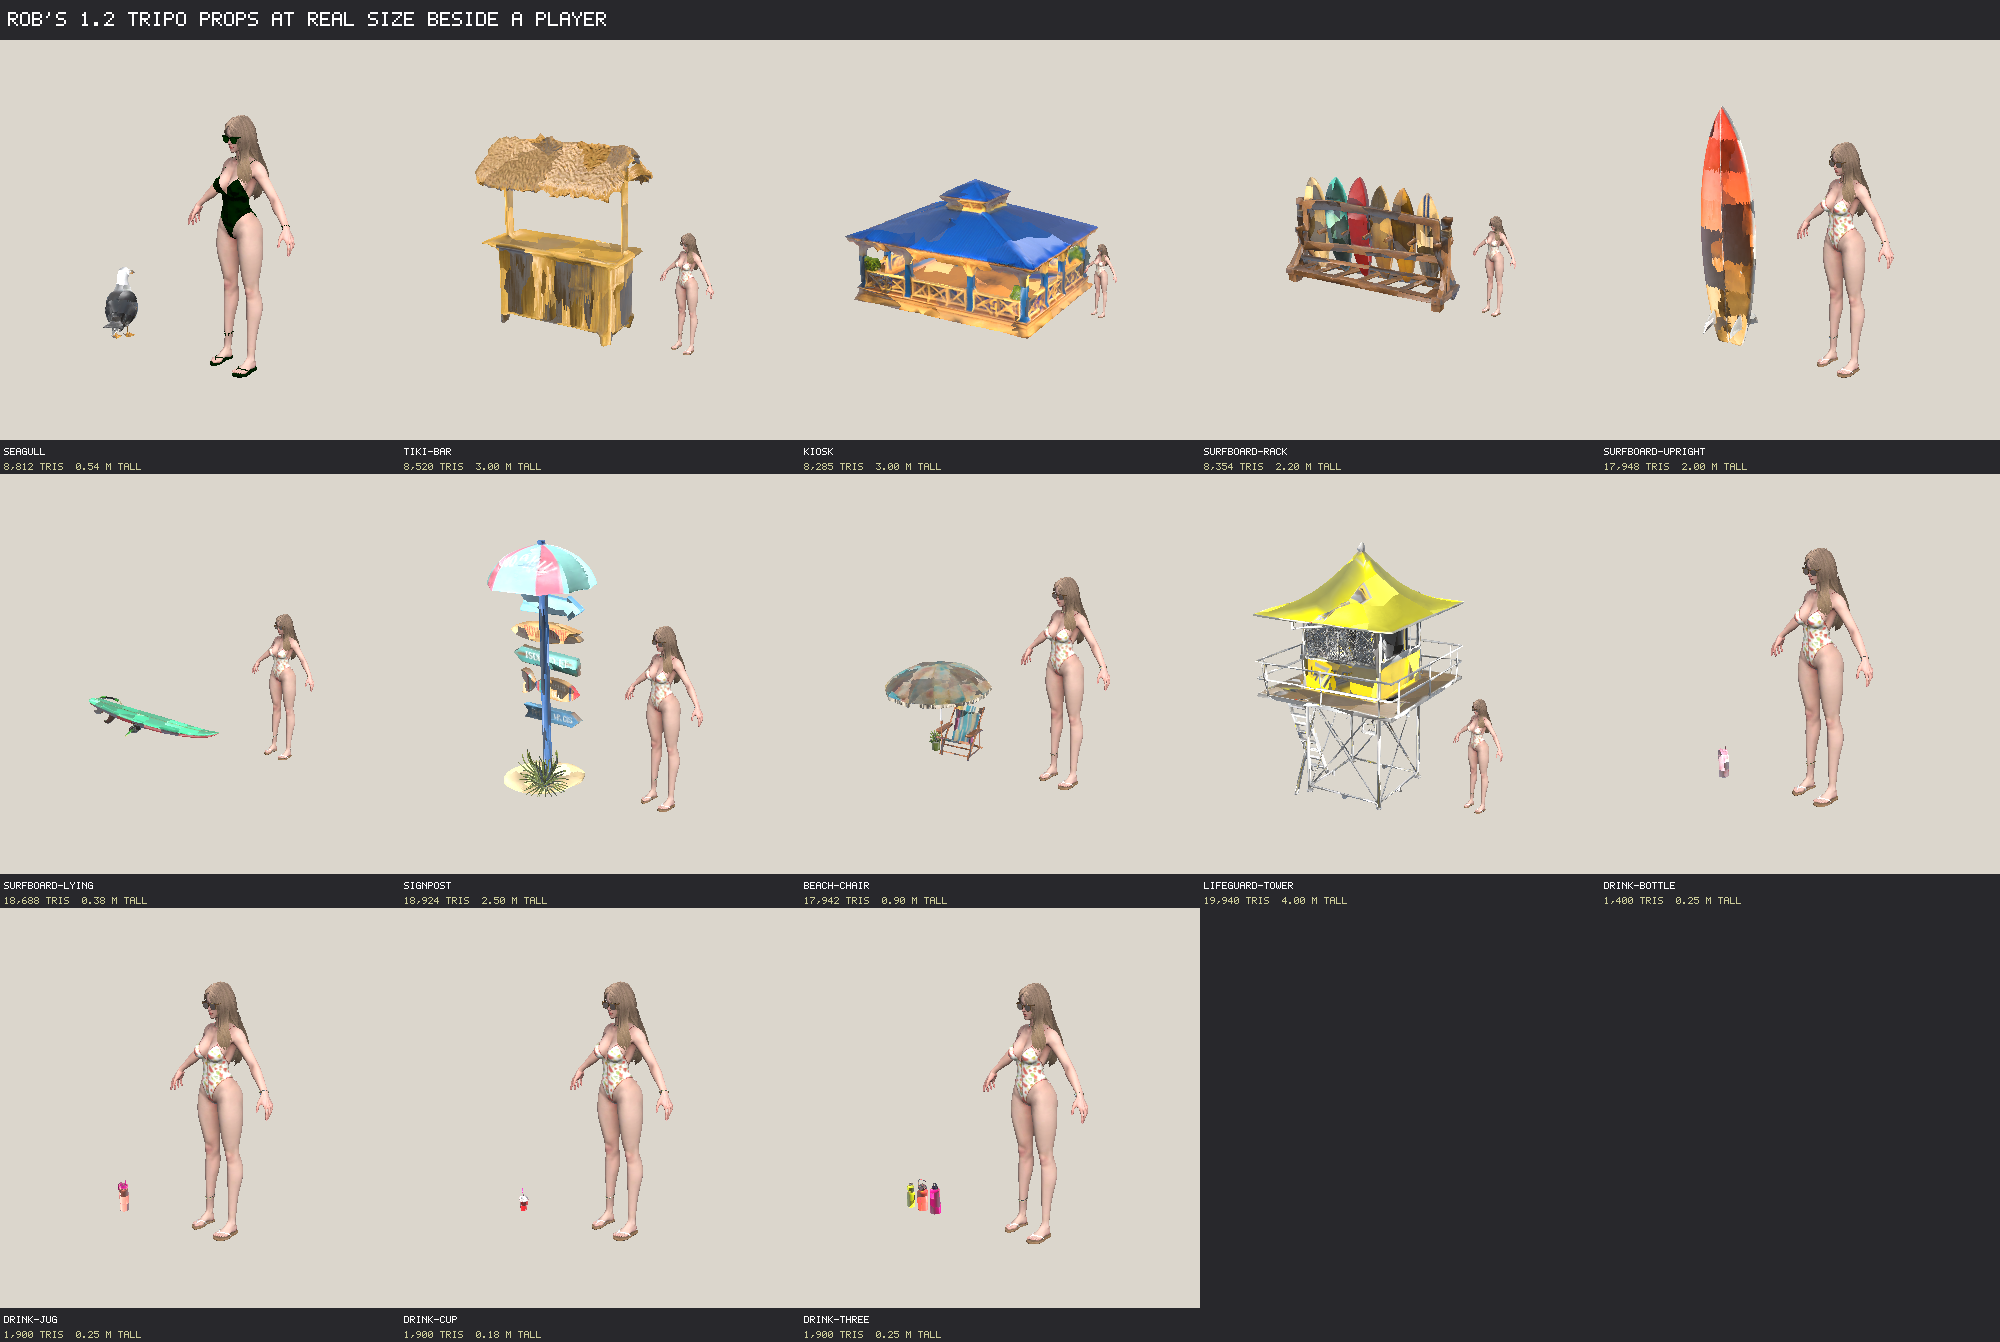 ROB'S 1.2 TRIPO PROPS AT REAL SIZE BESIDE A PLAYER
SEAGULL
8,812 TRIS 0.54 M TALL
TIKI-BAR
8,520 TRIS 3.00 M TALL
KIOSK
8,285 TRIS 3.00 M TALL
SURFBOARD-RACK
8,354 TRIS 2.20 M TALL
SURFBOARD-UPRIGHT
17,948 TRIS 2.00 M TALL
SURFBOARD-LYING
18,688 TRIS 0.38 M TALL
SIGNPOST
18,924 TRIS 2.50 M TALL
BEACH-CHAIR
17,942 TRIS 0.90 M TALL
LIFEGUARD-TOWER
19,940 TRIS 4.00 M TALL
DRINK-BOTTLE
1,400 TRIS 0.25 M TALL
DRINK-JUG
1,900 TRIS 0.25 M TALL
DRINK-CUP
1,900 TRIS 0.18 M TALL
DRINK-THREE
1,900 TRIS 0.25 M TALL